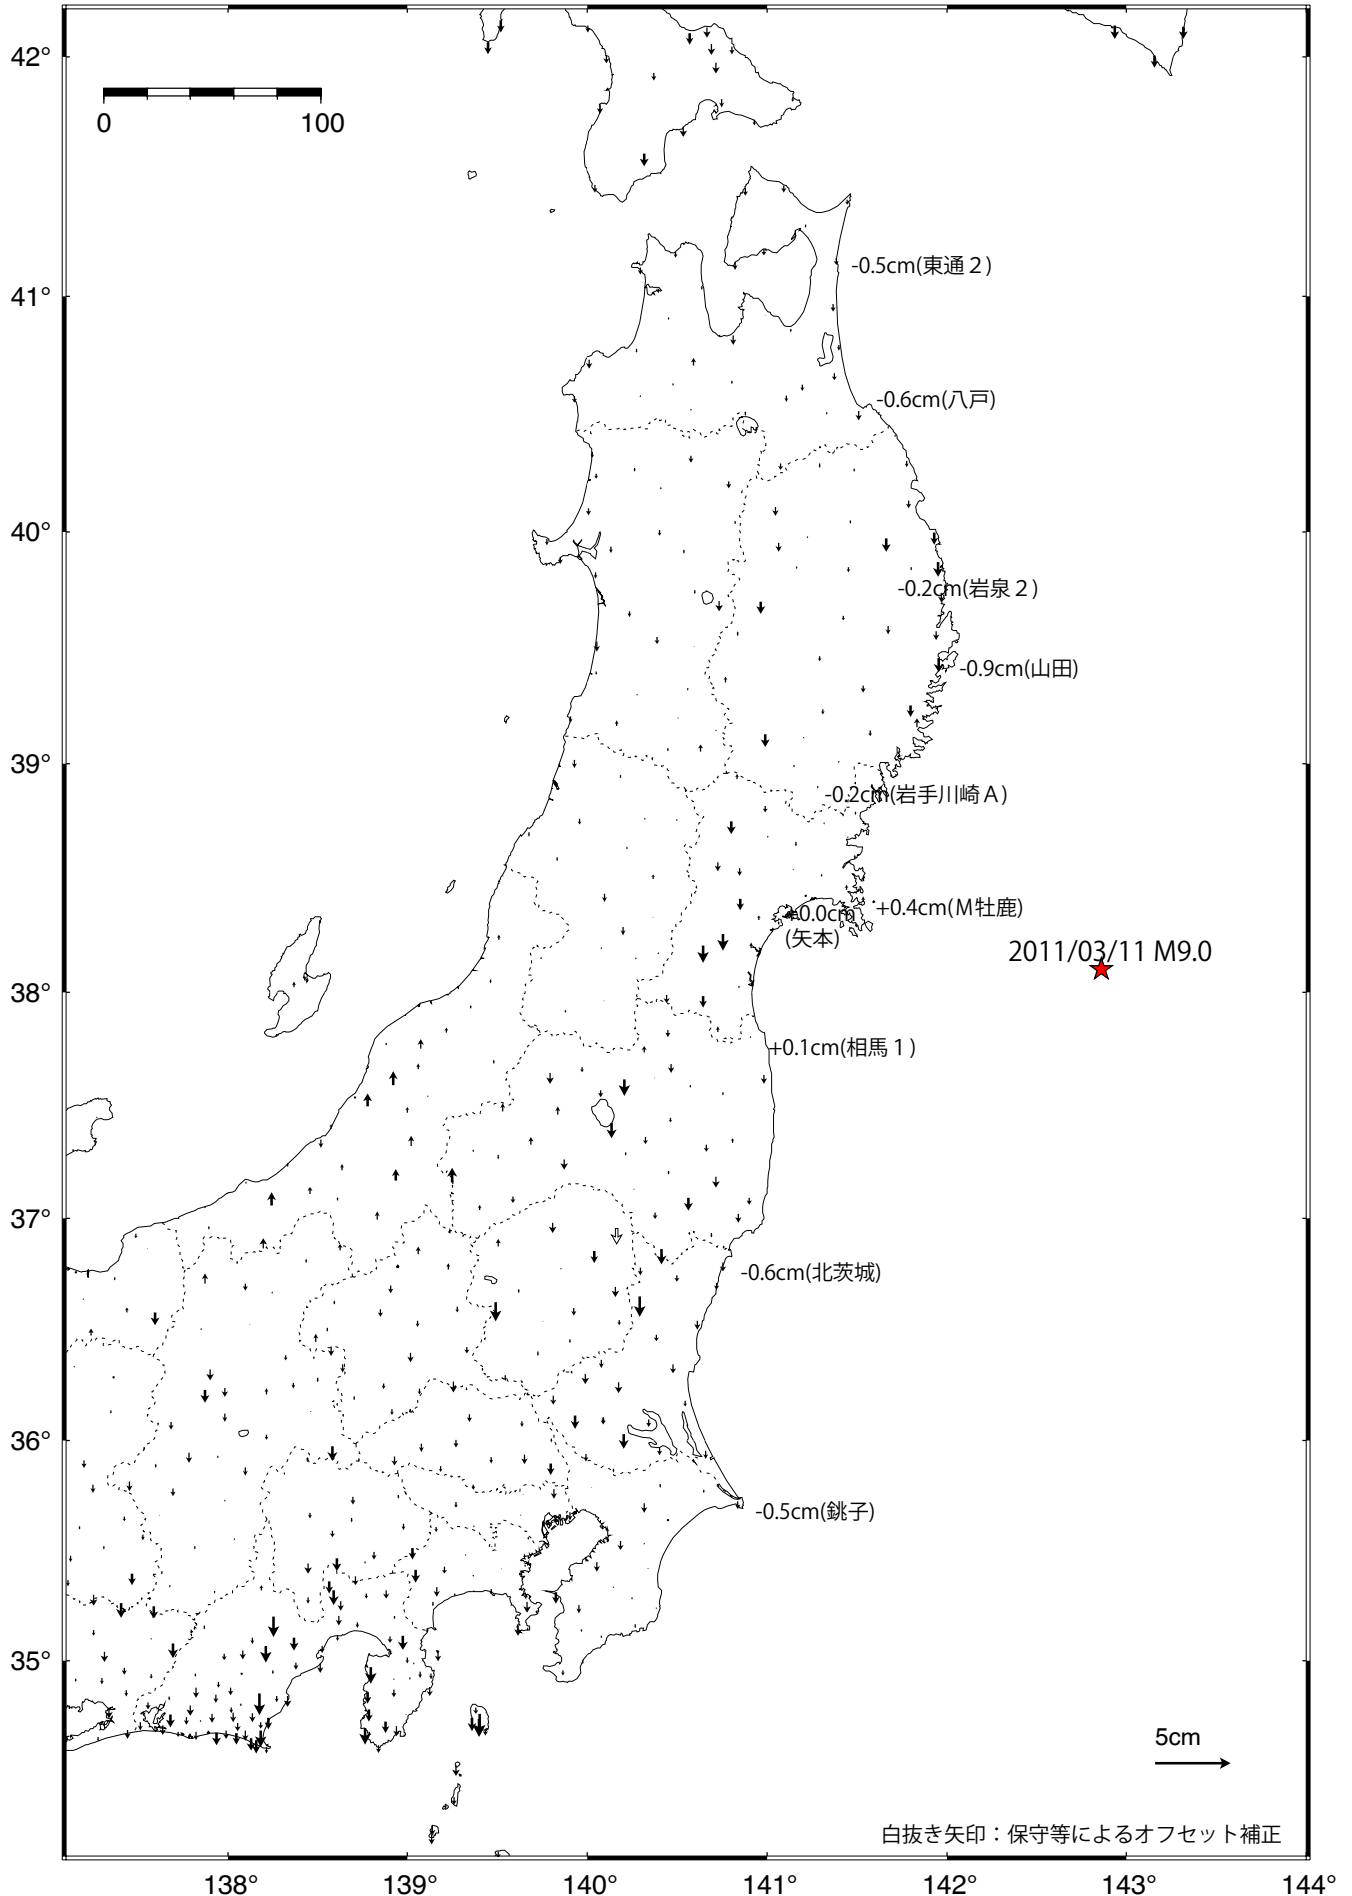 42°
0 100
-0.5cm(東通２)
41°
-0.6cm(八戸)
40°
-0.2cm(岩泉２)
-0.9cm(山田)
39°
-0.2cm(岩手川崎Ａ)
+0.4cm(Ｍ牡鹿)
+0.0cm
(矢本)
2011/03/11 M9.0
38°
+0.1cm(相馬１)
37°
-0.6cm(北茨城)
36°
-0.5cm(銚子)
35°
5cm
白抜き矢印：保守等によるオフセット補正
138° 139° 140° 141° 142° 143° 144°